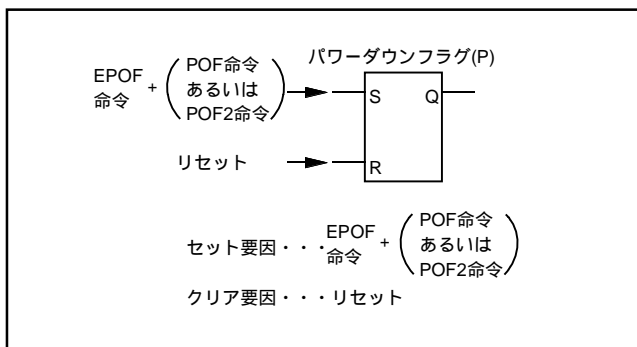 パワーダウンフラグ(P)
EPOF
命令
+
POF命令
あるいは
POF2命令
S
Q
リセット
R
セット要因・・・
EPOF
命令
+
POF命令
あるいは
POF2命令
クリア要因・・・リセット